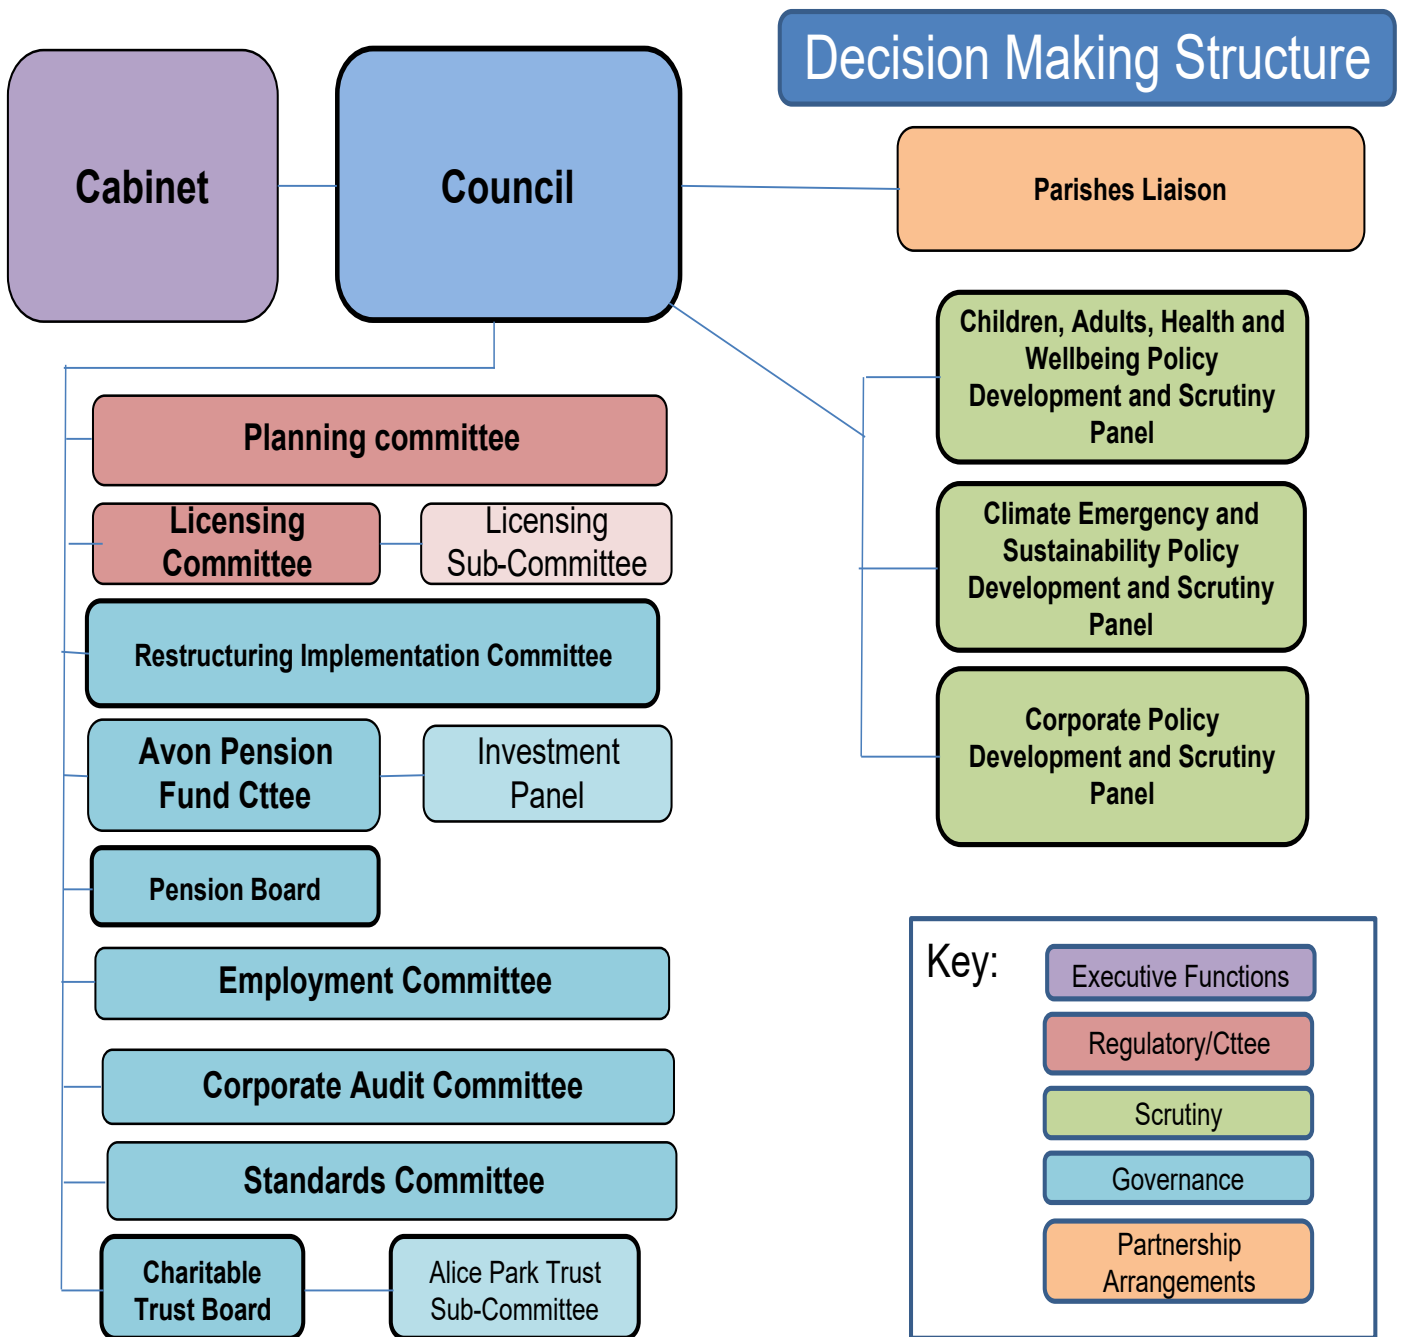 Decision Making Structure
Cabinet
Council
Parishes Liaison
Children, Adults, Health and
Wellbeing Policy
Development and Scrutiny
Panel
Climate Emergency and
Sustainability Policy
Development and Scrutiny
Panel
Corporate Policy
Development and Scrutiny
Panel
Planning committee
Licensing
Committee
Licensing
Sub-Committee
Restructuring Implementation Committee
Avon Pension
Fund Cttee
Investment
Panel
Pension Board
Employment Committee
Corporate Audit Committee
Standards Committee
Charitable
Trust Board
Alice Park Trust
Sub-Committee
Key:
Executive Functions
Regulatory/Cttee
Scrutiny
Governance
Partnership
Arrangements